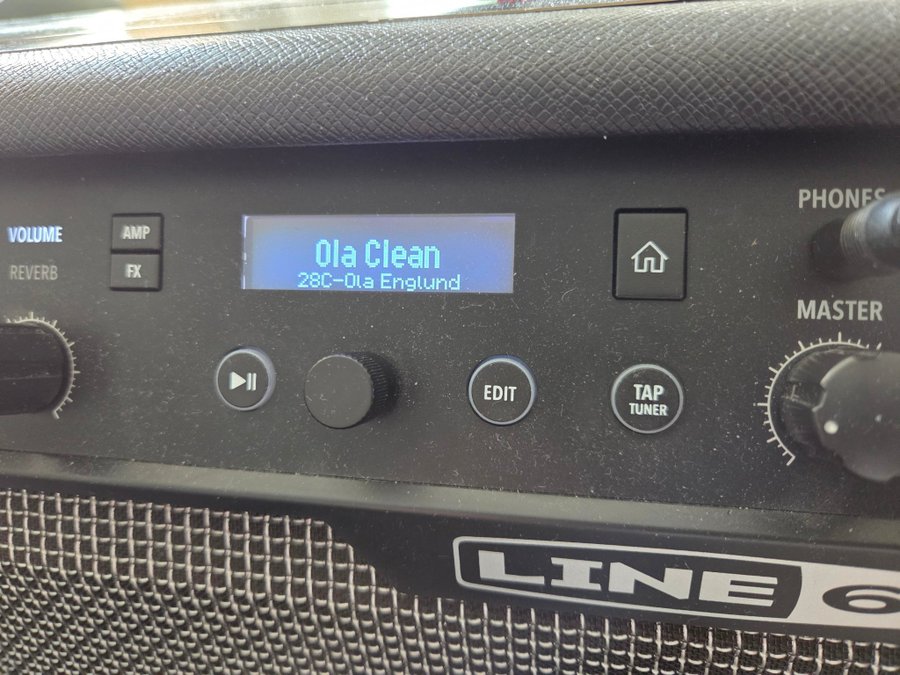 VOLUME
REVERB
AMP
FX
Ola Clean
28C-Ola Englund
PHONES
MASTER
EDIT
TAP
TUNER
LINE 6